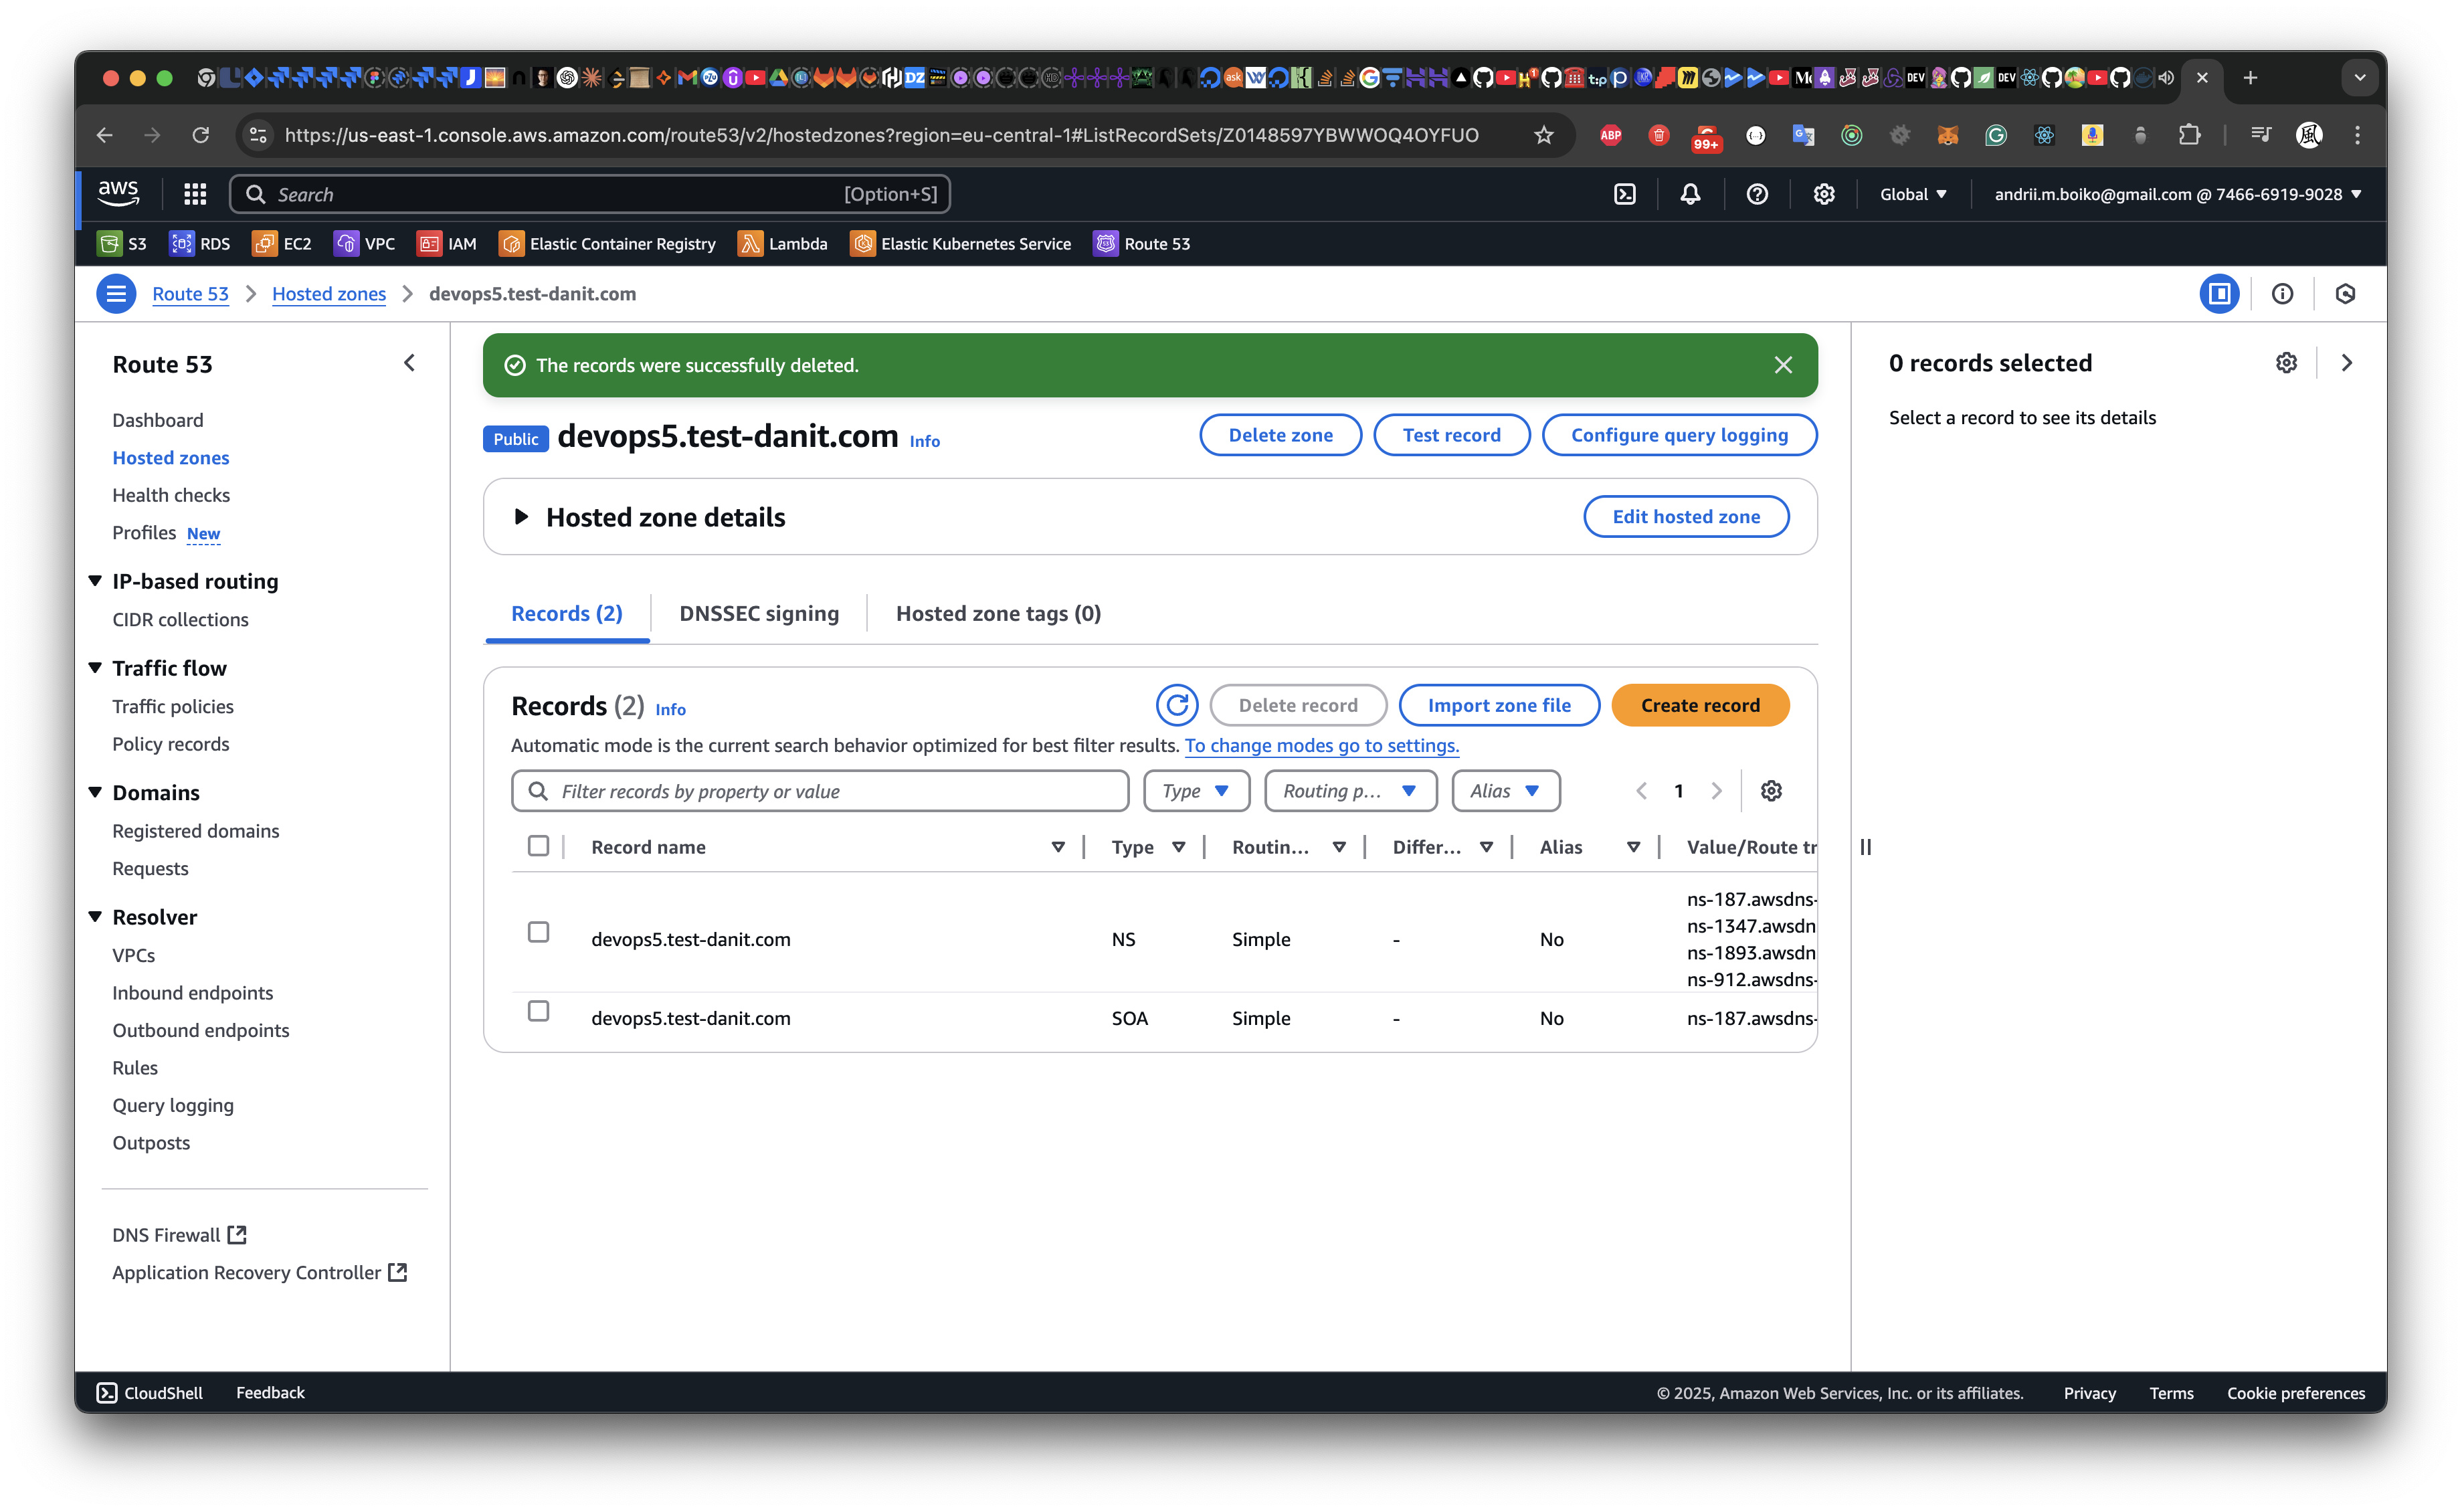 https://us-east-1.console.aws.amazon.com/route53/v2/hostedzones?region=eu-central-1#ListRecordSets/Z0148597YBWWOQ4OYFUO
ABP
99+
aws
Search
[Option+S]
Global
andrii.m.boiko@gmail.com @ 7466-6919-9028
S3
RDS
EC2
VPC
IAM
Elastic Container Registry
Lambda
Elastic Kubernetes Service
Route 53
Route 53
Hosted zones
devops5.test-danit.com
Route 53
Dashboard
Hosted zones
Health checks
Profiles New
IP-based routing
CIDR collections
Traffic flow
Traffic policies
Policy records
Domains
Registered domains
Requests
Resolver
VPCs
Inbound endpoints
Outbound endpoints
Rules
Query logging
Outposts
DNS Firewall
Application Recovery Controller
The records were successfully deleted.
Public devops5.test-danit.com Info
Delete zone
Test record
Configure query logging
Hosted zone details
Edit hosted zone
Records (2)
DNSSEC signing
Hosted zone tags (0)
Records (2) Info
Delete record
Import zone file
Create record
Automatic mode is the current search behavior optimized for best filter results. To change modes go to settings.
Filter records by property or value
Type
Routing p...
Alias
1
Record name
Type
Routin...
Differ...
Alias
Value/Route tr
devops5.test-danit.com
NS
Simple
-
No
ns-187.awsdns-
ns-1347.awsdn
ns-1893.awsdn
ns-912.awsdns-
devops5.test-danit.com
SOA
Simple
-
No
ns-187.awsdns-
0 records selected
Select a record to see its details
CloudShell
Feedback
© 2025, Amazon Web Services, Inc. or its affiliates.
Privacy
Terms
Cookie preferences